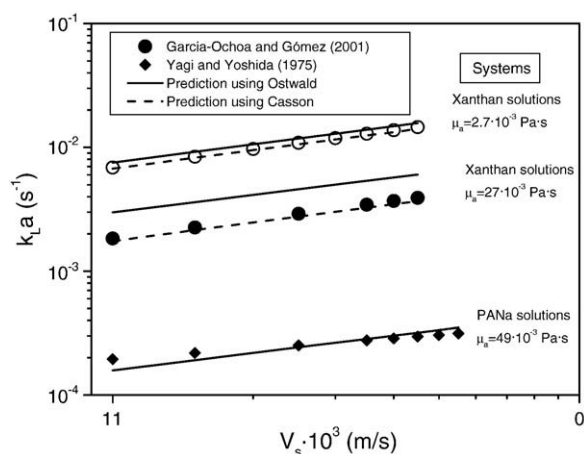 10⁻¹
Garcia-Ochoa and Gómez (2001)
Yagi and Yoshida (1975)
Prediction using Ostwald
Prediction using Casson
Systems
Xanthan solutions
μₐ=2.7·10⁻³ Pa·s
10⁻²
Xanthan solutions
μₐ=27·10⁻³ Pa·s
k_L a (s⁻¹)
10⁻³
PANa solutions
μₐ=49·10⁻³ Pa·s
10⁻⁴
11
0
V_s·10³ (m/s)